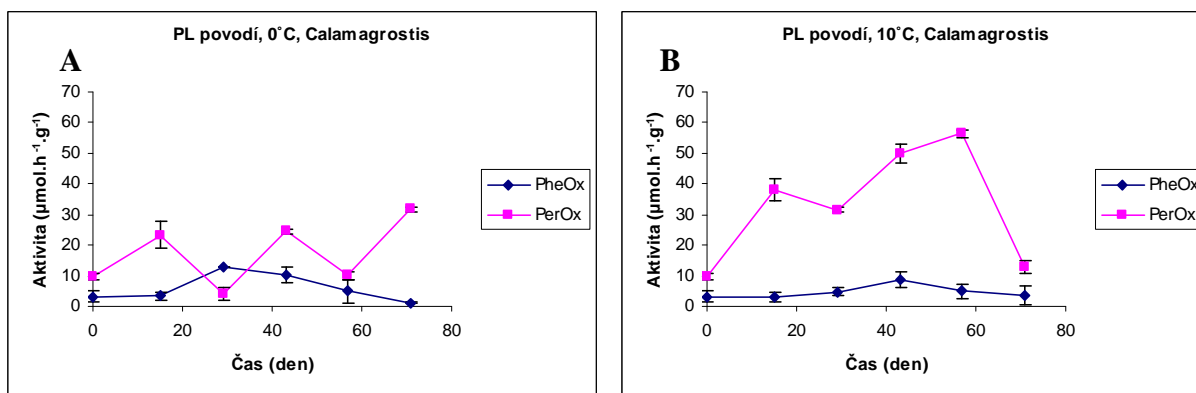 PL povodí, 0˚C, Calamagrostis
A
70
60
50
40
30
20
10
0
Aktivita (µmol.h⁻¹.g⁻¹)
0 20 40 60 80
Čas (den)
PheOx
PerOx
PL povodí, 10˚C, Calamagrostis
B
70
60
50
40
30
20
10
0
Aktivita (µmol.h⁻¹.g⁻¹)
0 20 40 60 80
Čas (den)
PheOx
PerOx